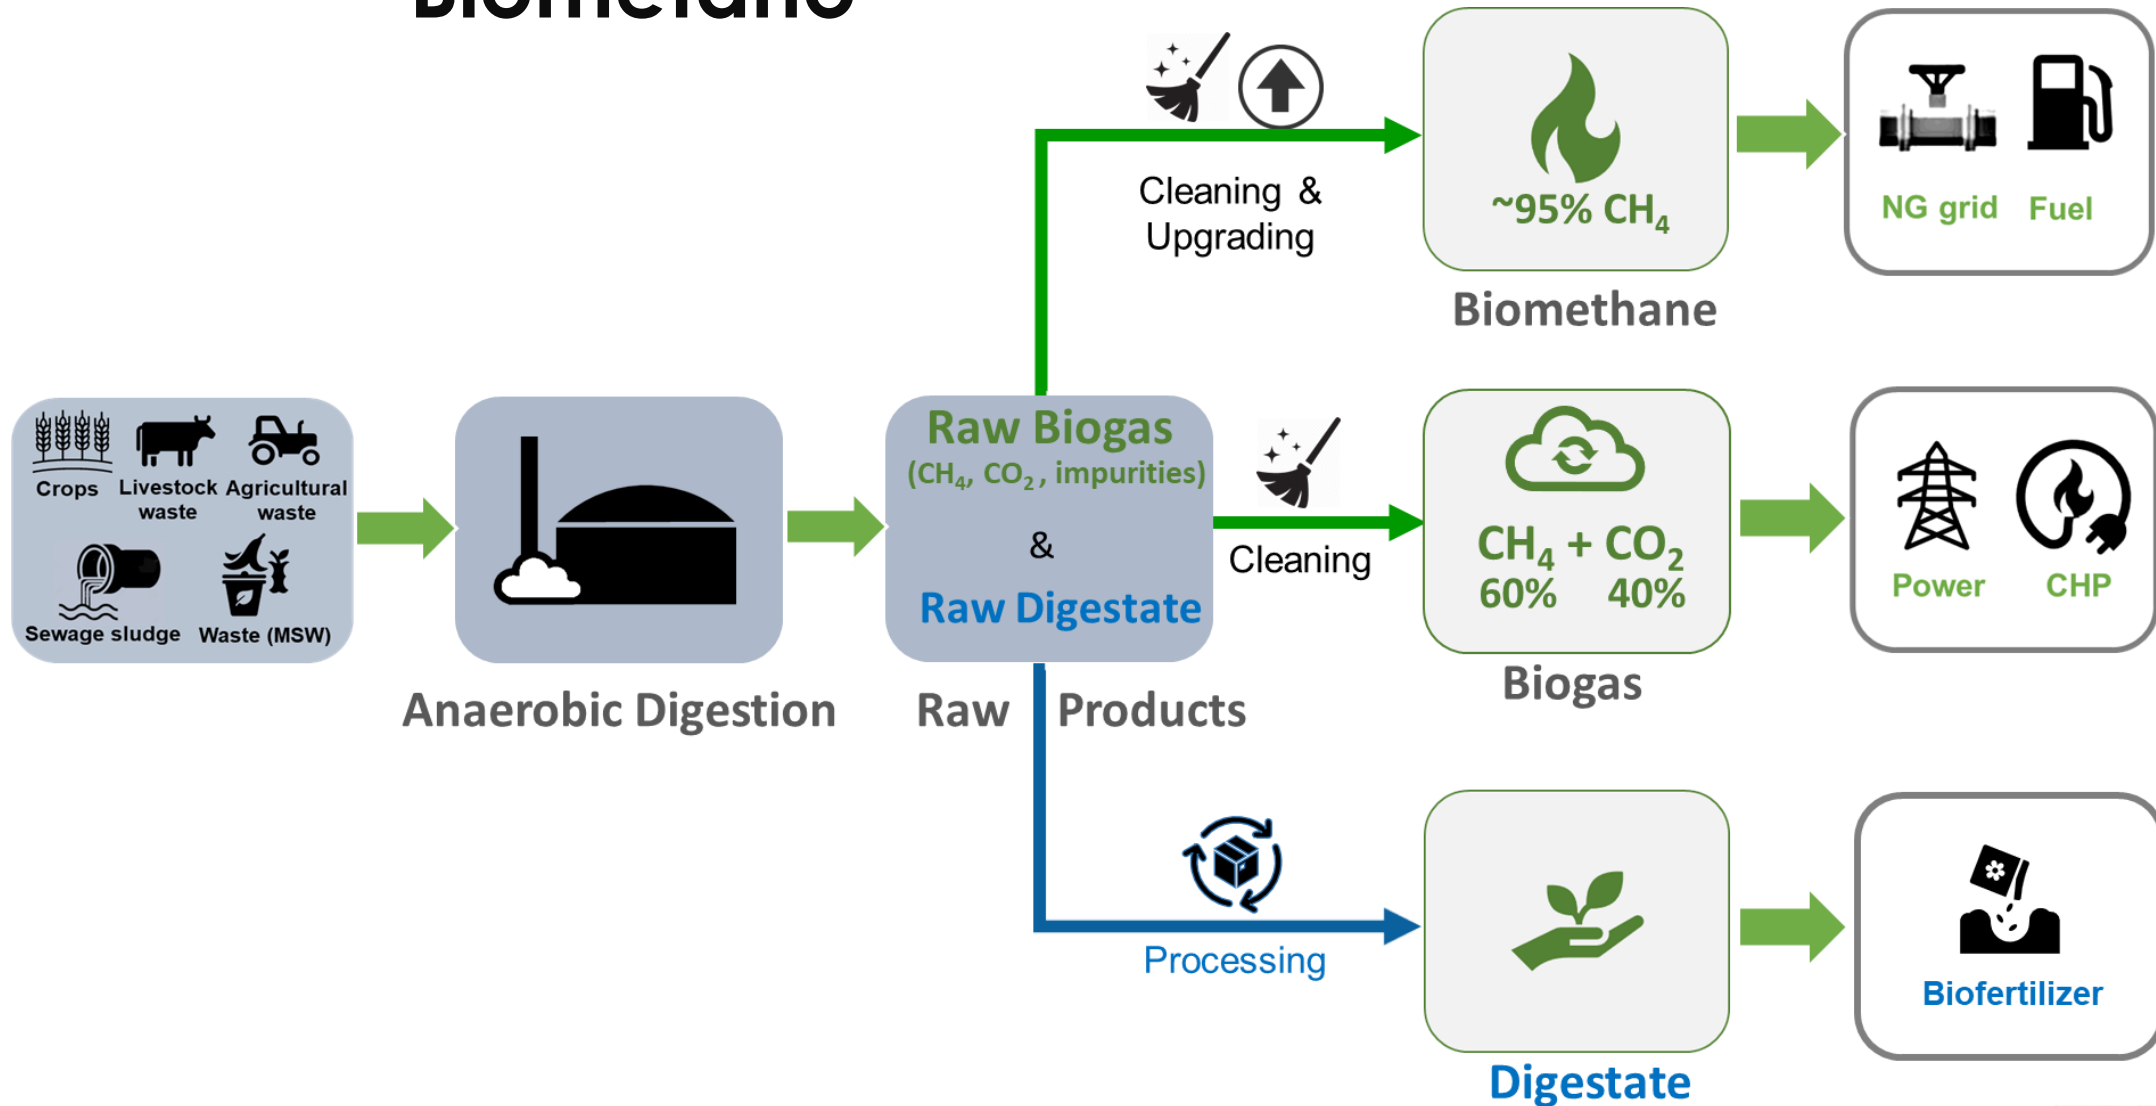 Biometano
Cleaning &
Upgrading
~95% CH₄
Biomethane
NG grid
Fuel
Crops
Livestock
waste
Agricultural
waste
Sewage sludge
Waste (MSW)
Anaerobic Digestion
Raw Biogas
(CH₄, CO₂ , impurities)
&
Raw Digestate
Raw Products
Cleaning
CH₄ + CO₂
60% 40%
Biogas
Power
CHP
Processing
Digestate
Biofertilizer